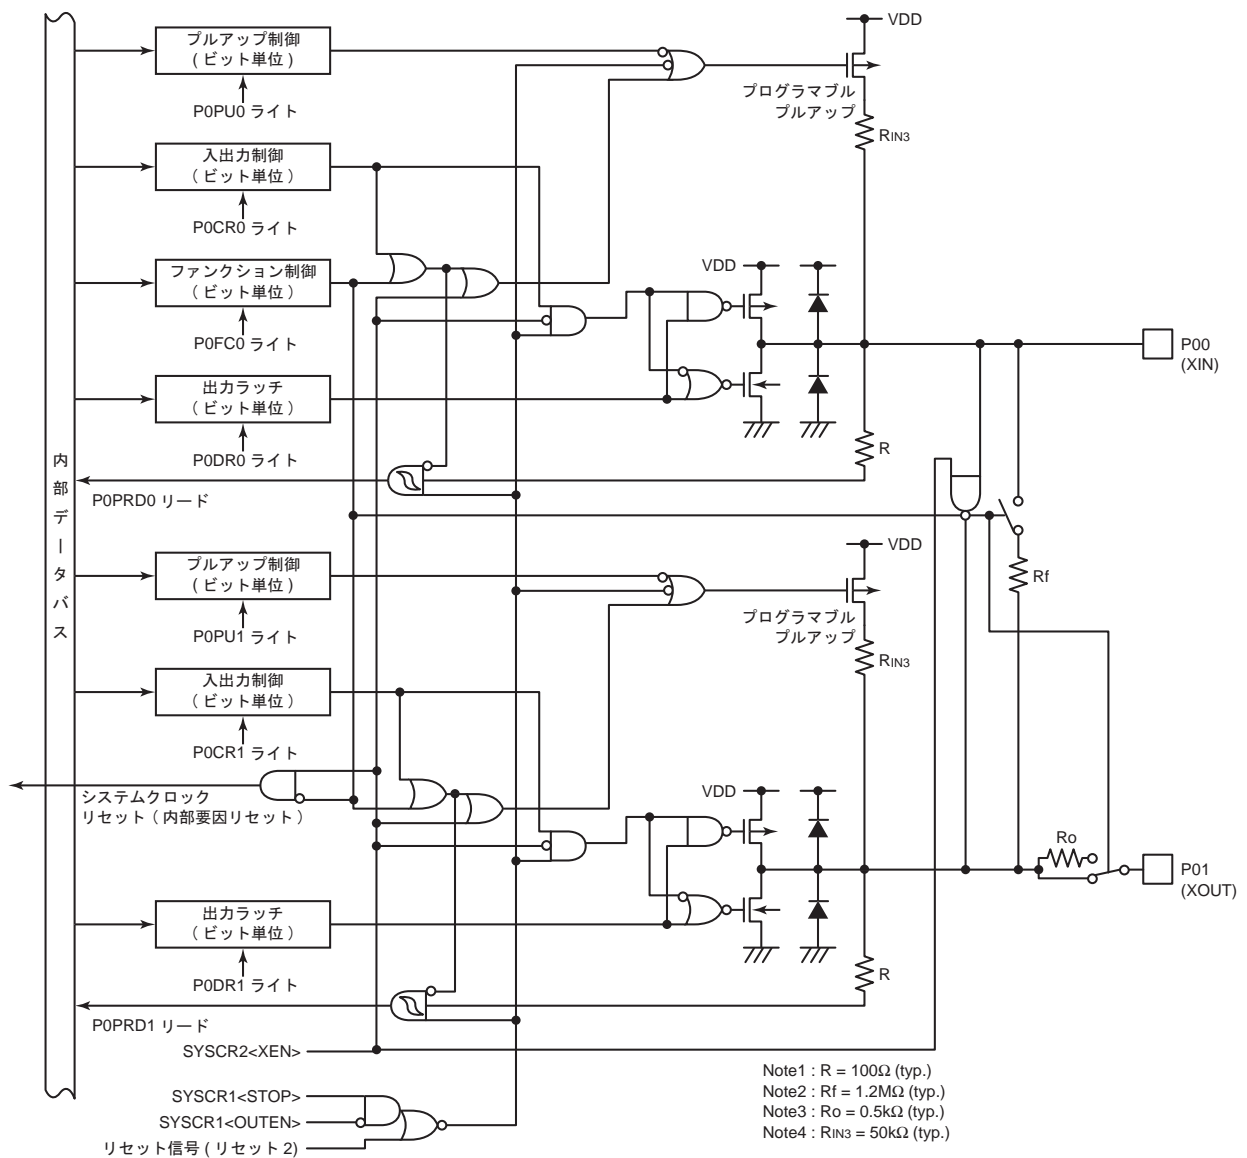 VDD
プルアップ制御
( ビット単位 )
P0PU0 ライト
プログラマブル
プルアップ
RIN3
入出力制御
( ビット単位 )
P0CR0 ライト
ファンクション制御
( ビット単位 )
P0FC0 ライト
VDD
P00
(XIN)
出力ラッチ
( ビット単位 )
P0DR0 ライト
R
P0PRD0 リード
内部データバス
VDD
プルアップ制御
( ビット単位 )
P0PU1 ライト
Rf
プログラマブル
プルアップ
RIN3
入出力制御
( ビット単位 )
P0CR1 ライト
システムクロック
リセット ( 内部要因リセット )
VDD
Ro
P01
(XOUT)
出力ラッチ
( ビット単位 )
P0DR1 ライト
R
P0PRD1 リード
SYSCR2<XEN>
SYSCR1<STOP>
SYSCR1<OUTEN>
リセット信号 ( リセット 2)
Note1 : R = 100Ω (typ.)
Note2 : Rf = 1.2MΩ (typ.)
Note3 : Ro = 0.5kΩ (typ.)
Note4 : RIN3 = 50kΩ (typ.)